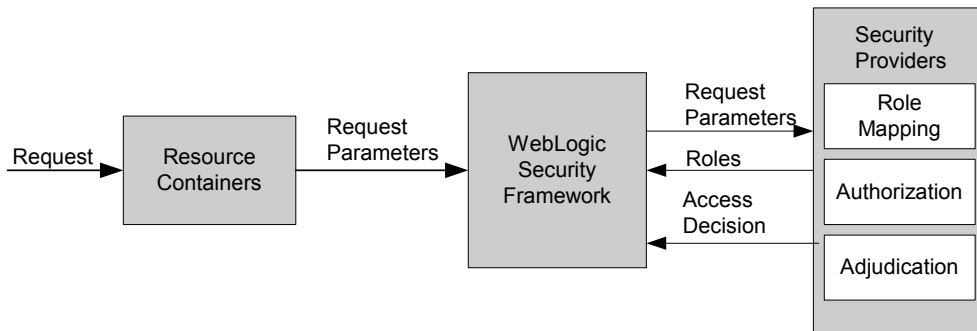 Request
Resource
Containers
Request
Parameters
WebLogic
Security
Framework
Request
Parameters
Roles
Access
Decision
Security
Providers
Role
Mapping
Authorization
Adjudication